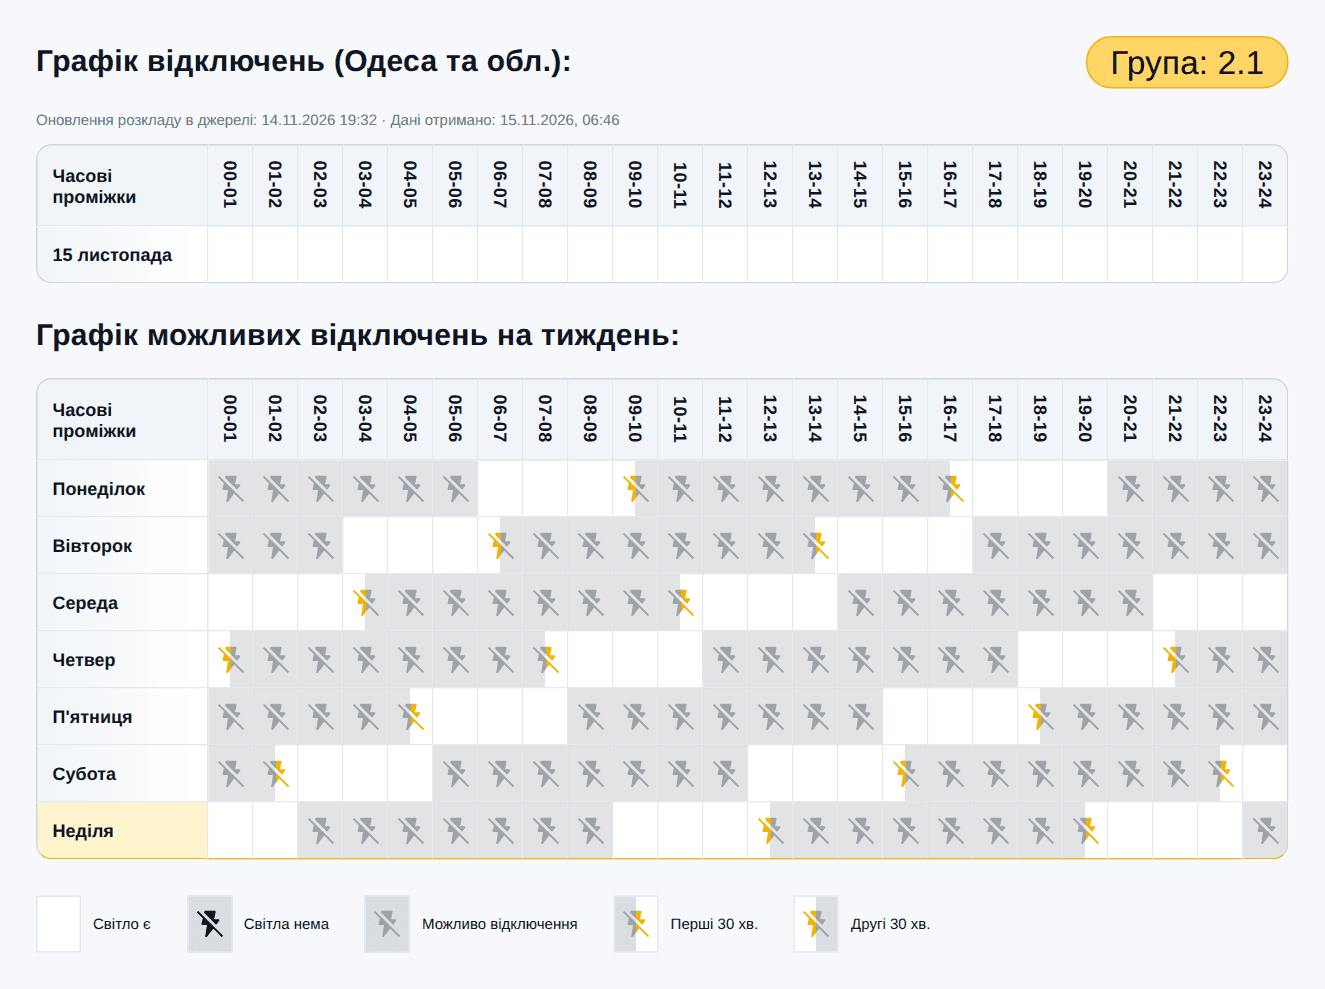 Графік відключень (Одеса та обл.):
Група: 2.1
Оновлення розкладу в джерелі: 14.11.2026 19:32 · Дані отримано: 15.11.2026, 06:46
Часові
проміжки
00-01
01-02
02-03
03-04
04-05
05-06
06-07
07-08
08-09
09-10
10-11
11-12
12-13
13-14
14-15
15-16
16-17
17-18
18-19
19-20
20-21
21-22
22-23
23-24
15 листопада
Графік можливих відключень на тиждень:
Часові
проміжки
00-01
01-02
02-03
03-04
04-05
05-06
06-07
07-08
08-09
09-10
10-11
11-12
12-13
13-14
14-15
15-16
16-17
17-18
18-19
19-20
20-21
21-22
22-23
23-24
Понеділок
Вівторок
Середа
Четвер
П'ятниця
Субота
Неділя
Світло є
Світла нема
Можливо відключення
Перші 30 хв.
Другі 30 хв.